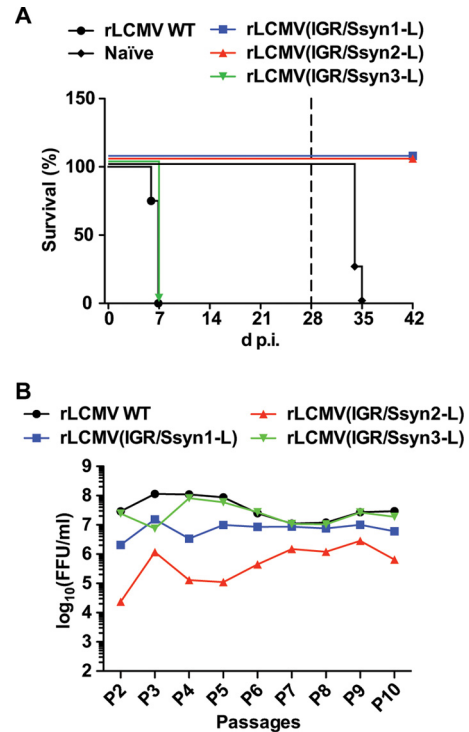 A
rLCMV WT
Naïve
rLCMV(IGR/Ssyn1-L)
rLCMV(IGR/Ssyn2-L)
rLCMV(IGR/Ssyn3-L)
Survival (%)
150
100
50
0
0 7 14 21 28 35 42
d p.i.
B
rLCMV WT rLCMV(IGR/Ssyn2-L)
rLCMV(IGR/Ssyn1-L) rLCMV(IGR/Ssyn3-L)
log10(FFU/ml)
9
8
7
6
5
4
3
2
P2 P3 P4 P5 P6 P7 P8 P9 P10
Passages